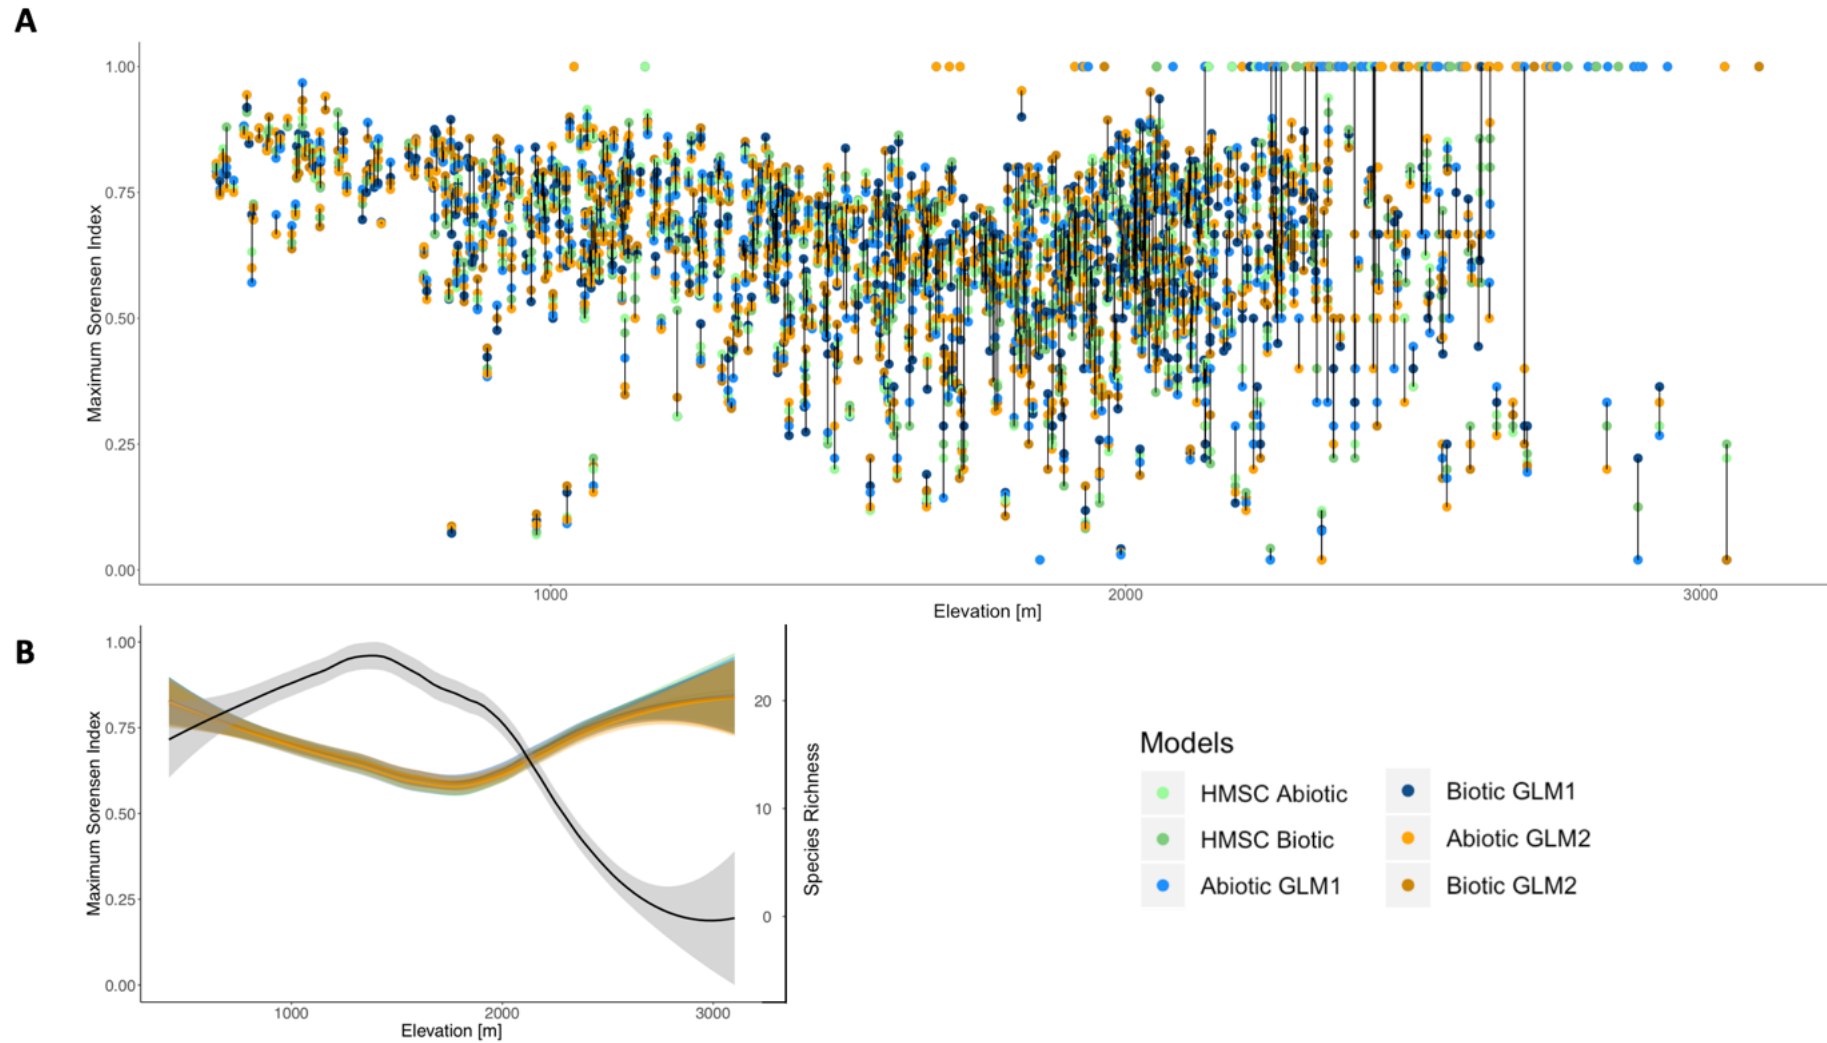 A
Maximum Sorensen Index
1.00
0.75
0.50
0.25
0.00
1000
2000
3000
Elevation [m]
B
Maximum Sorensen Index
1.00
0.75
0.50
0.25
0.00
20
10
0
Species Richness
1000
2000
3000
Elevation [m]
Models
HMSC Abiotic
HMSC Biotic
Abiotic GLM1
Biotic GLM1
Abiotic GLM2
Biotic GLM2